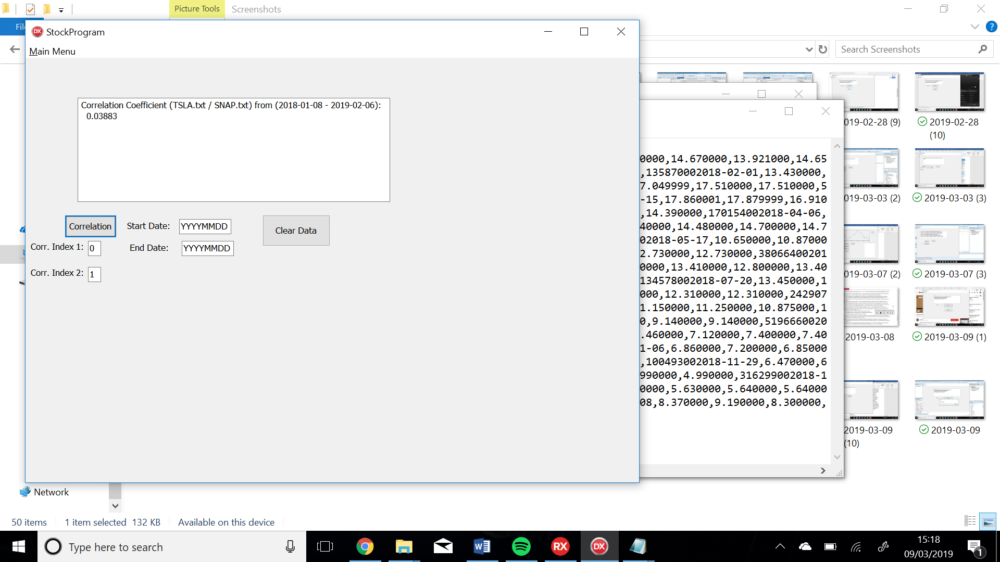 Picture Tools
Screenshots
Fil
DX
StockProgram
Main Menu
Search Screenshots
?
Correlation Coefficient (TSLA.txt / SNAP.txt) from (2018-01-08 - 2019-02-06):
0.03883
Correlation
Start Date:
YYYYMMDD
Clear Data
Corr. Index 1:
0
End Date:
YYYYMMDD
Corr. Index 2:
1
0000,14.670000,13.921000,14.65
,135870002018-02-01,13.430000,
7.049999,17.510000,17.510000,5
-15,17.860001,17.879999,16.910
,14.390000,170154002018-04-06,
40000,14.480000,14.700000,14.7
02018-05-17,10.650000,10.87000
2.730000,12.730000,38066400201
0000,13.410000,12.800000,13.40
134578002018-07-20,13.450000,1
000,12.310000,12.310000,242907
1.150000,11.250000,10.875000,1
0,9.140000,9.140000,5196660020
.460000,7.120000,7.400000,7.40
1-06,6.860000,7.200000,6.85000
,100493002018-11-29,6.470000,6
990000,4.990000,316299002018-1
0000,5.630000,5.640000,5.64000
08,8.370000,9.190000,8.300000,
019-02-28 (9)
2019-02-28
(10)
019-03-03 (2)
2019-03-03 (3)
019-03-07 (2)
2019-03-07 (3)
2019-03-08
2019-03-09 (1)
2019-03-09
(10)
2019-03-09
Network
50 items
1 item selected 132 KB
Available on this device
Type here to search
W
RX
DX
15:18
09/03/2019
1